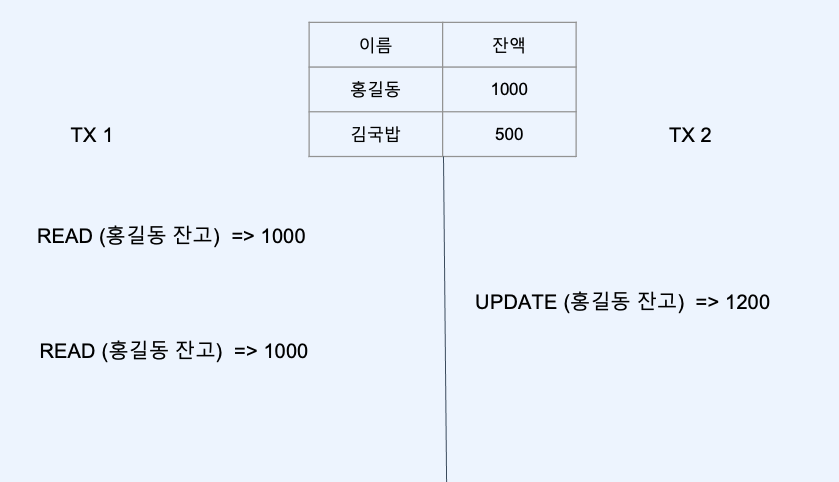 이름 잔액
홍길동 1000
김국밥 500
TX 1
TX 2
READ (홍길동 잔고) => 1000
UPDATE (홍길동 잔고) => 1200
READ (홍길동 잔고) => 1000